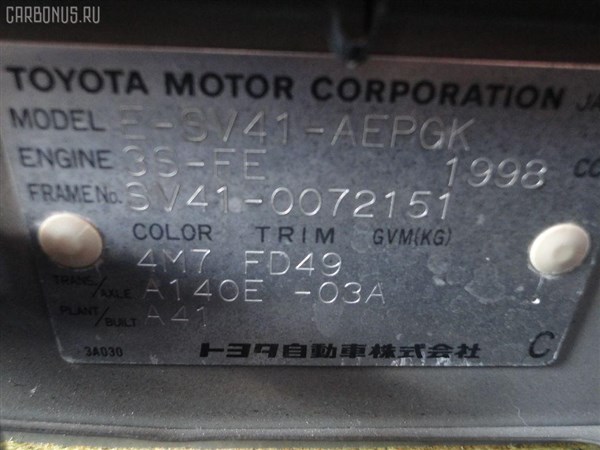 CARBONUS.RU
TOYOTA MOTOR CORPORATION JA
MODEL E-SV41-AEPGK
ENGINE 3S-FE 1998 CC
FRAME No. SV41-0072151
COLOR TRIM GVM(KG)
4M7 FD49
TRANS./AXLE A140E -03A
PLANT/BUILT A41
3A030 トヨタ自動車株式会社 C